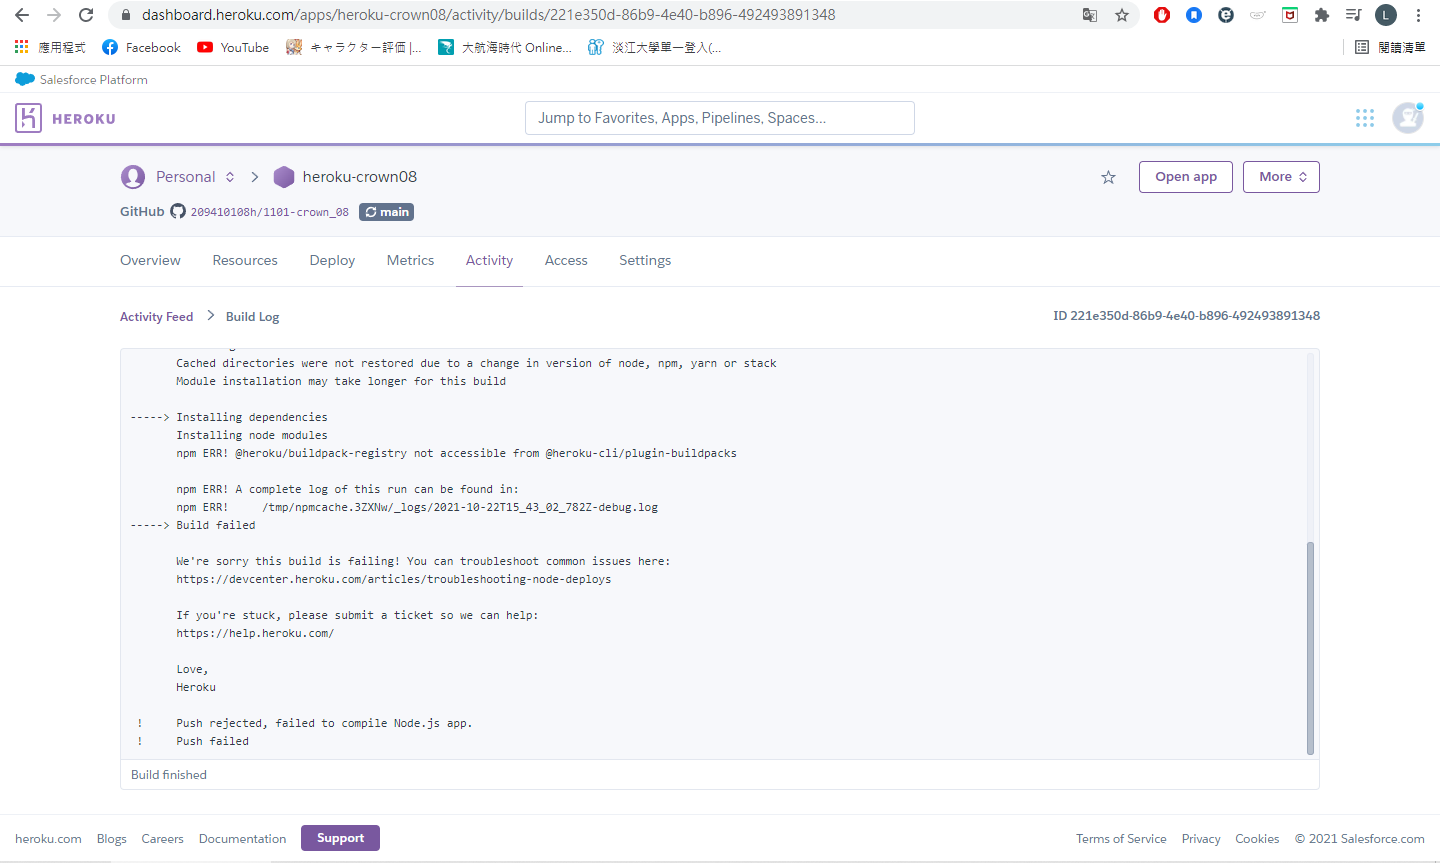 dashboard.heroku.com/apps/heroku-crown08/activity/builds/221e350d-86b9-4e40-b896-492493891348
L
應用程式 Facebook YouTube キャラクター評価 |... 大航海時代 Online... 淡江大學單一登入(... 閱讀清單
Salesforce Platform
HEROKU Jump to Favorites, Apps, Pipelines, Spaces...
Personal heroku-crown08 Open app More
GitHub 209410108h/1101-crown_08 main
Overview Resources Deploy Metrics Activity Access Settings
Activity Feed Build Log ID 221e350d-86b9-4e40-b896-492493891348
Cached directories were not restored due to a change in version of node, npm, yarn or stack
Module installation may take longer for this build
-----> Installing dependencies
Installing node modules
npm ERR! @heroku/buildpack-registry not accessible from @heroku-cli/plugin-buildpacks
npm ERR! A complete log of this run can be found in:
npm ERR!     /tmp/npmcache.3ZXNw/_logs/2021-10-22T15_43_02_782Z-debug.log
-----> Build failed
We're sorry this build is failing! You can troubleshoot common issues here:
https://devcenter.heroku.com/articles/troubleshooting-node-deploys
If you're stuck, please submit a ticket so we can help:
https://help.heroku.com/
Love,
Heroku
!     Push rejected, failed to compile Node.js app.
!     Push failed
Build finished
heroku.com Blogs Careers Documentation Support Terms of Service Privacy Cookies © 2021 Salesforce.com